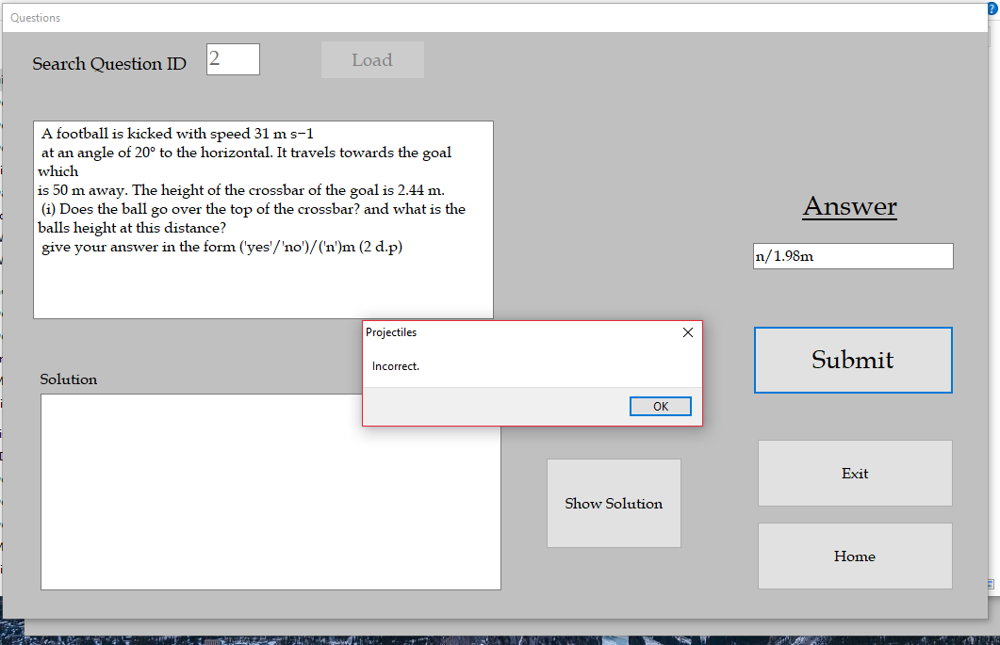 Questions
Search Question ID
2
Load
A football is kicked with speed 31 m s−1
at an angle of 20° to the horizontal. It travels towards the goal
which
is 50 m away. The height of the crossbar of the goal is 2.44 m.
(i) Does the ball go over the top of the crossbar? and what is the
balls height at this distance?
give your answer in the form ('yes'/'no')/('n')m (2 d.p)
Answer
n/1.98m
Projectiles
Incorrect.
OK
Submit
Solution
Show Solution
Exit
Home